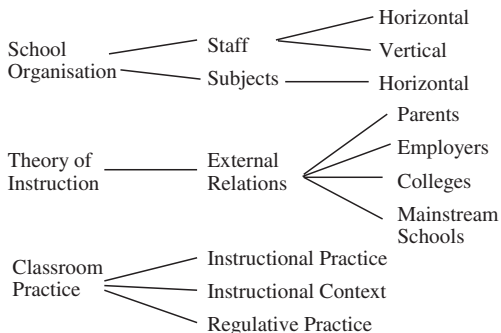 School
Organisation
Staff
Subjects
Horizontal
Vertical
Horizontal
Theory of
Instruction
External
Relations
Parents
Employers
Colleges
Mainstream
Schools
Classroom
Practice
Instructional Practice
Instructional Context
Regulative Practice